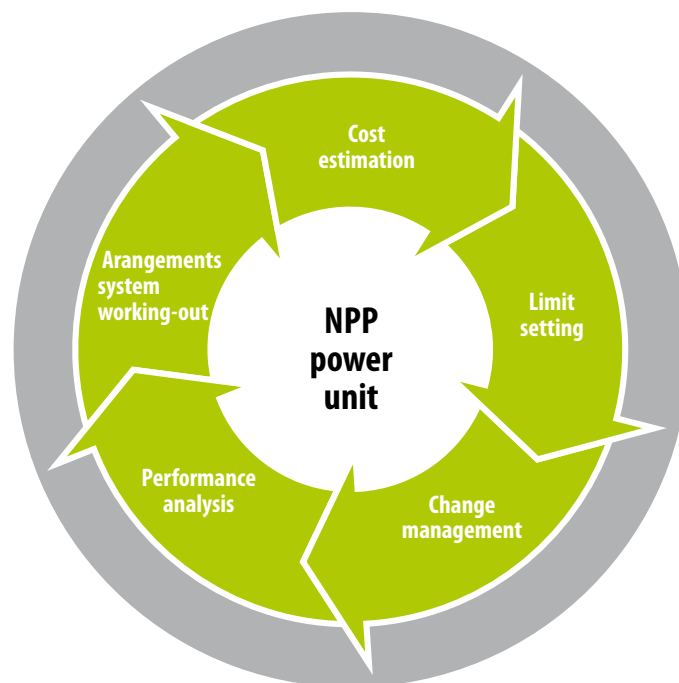 Cost
estimation
Limit
setting
Change
management
Performance
analysis
Arangements
system
working-out
NPP
power
unit